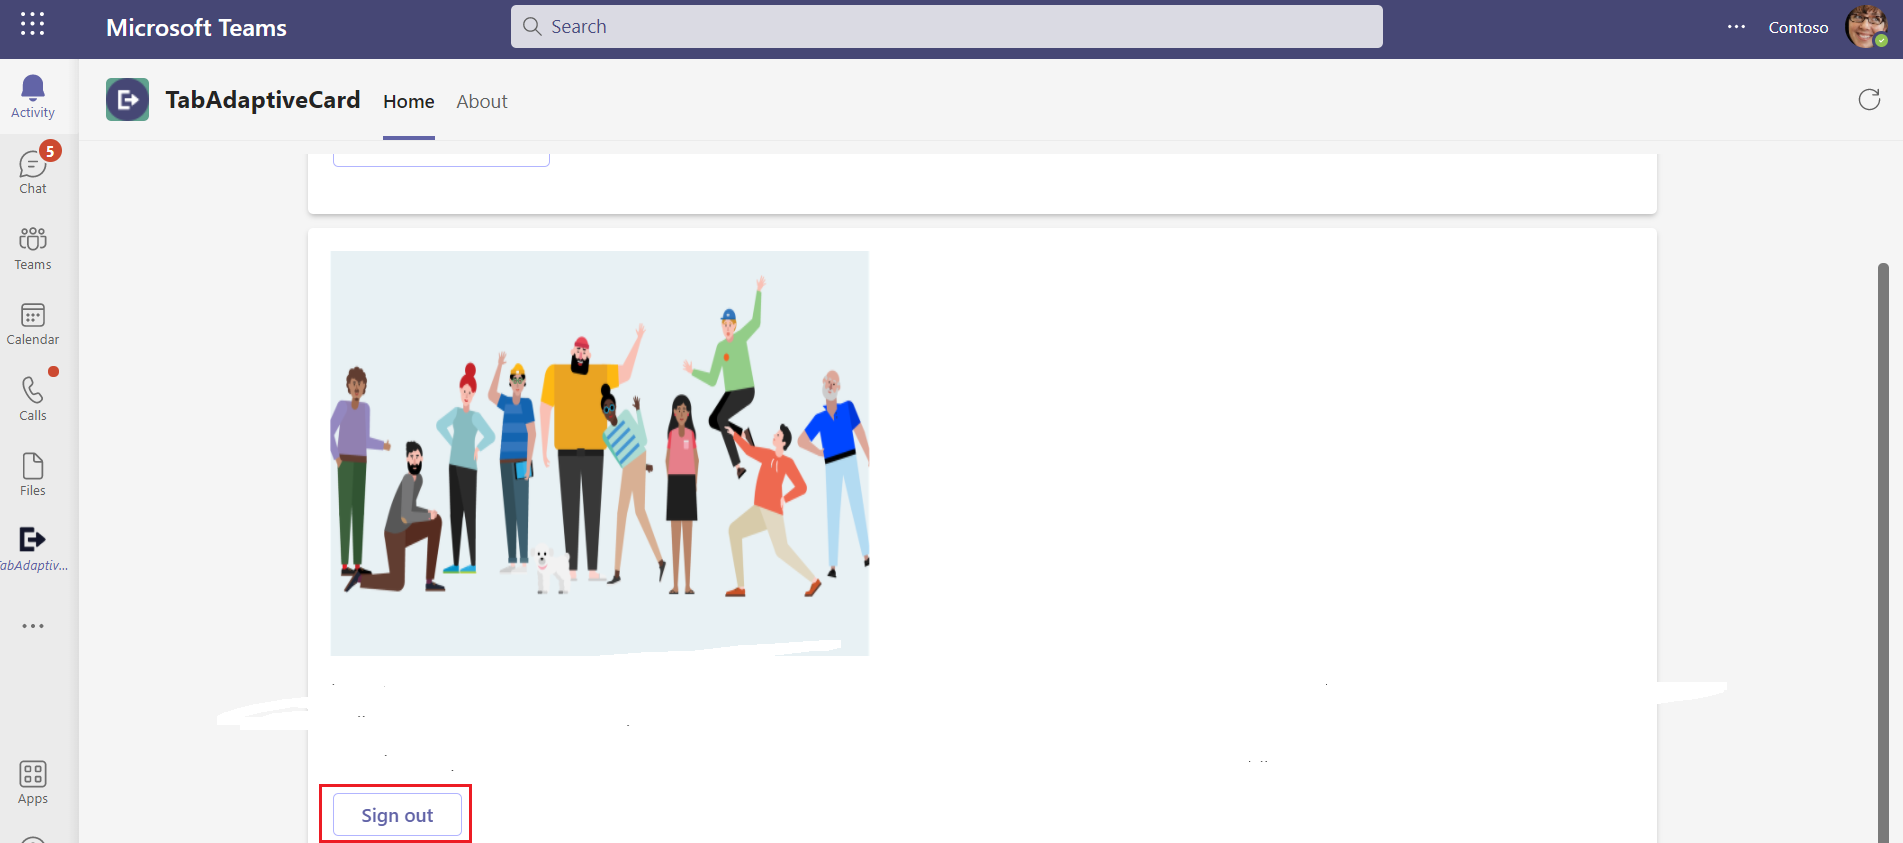 Microsoft Teams
Search
Contoso
TabAdaptiveCard
Home
About
Activity
5
Chat
Teams
Calendar
Calls
Files
abAdaptiv...
Apps
Sign out